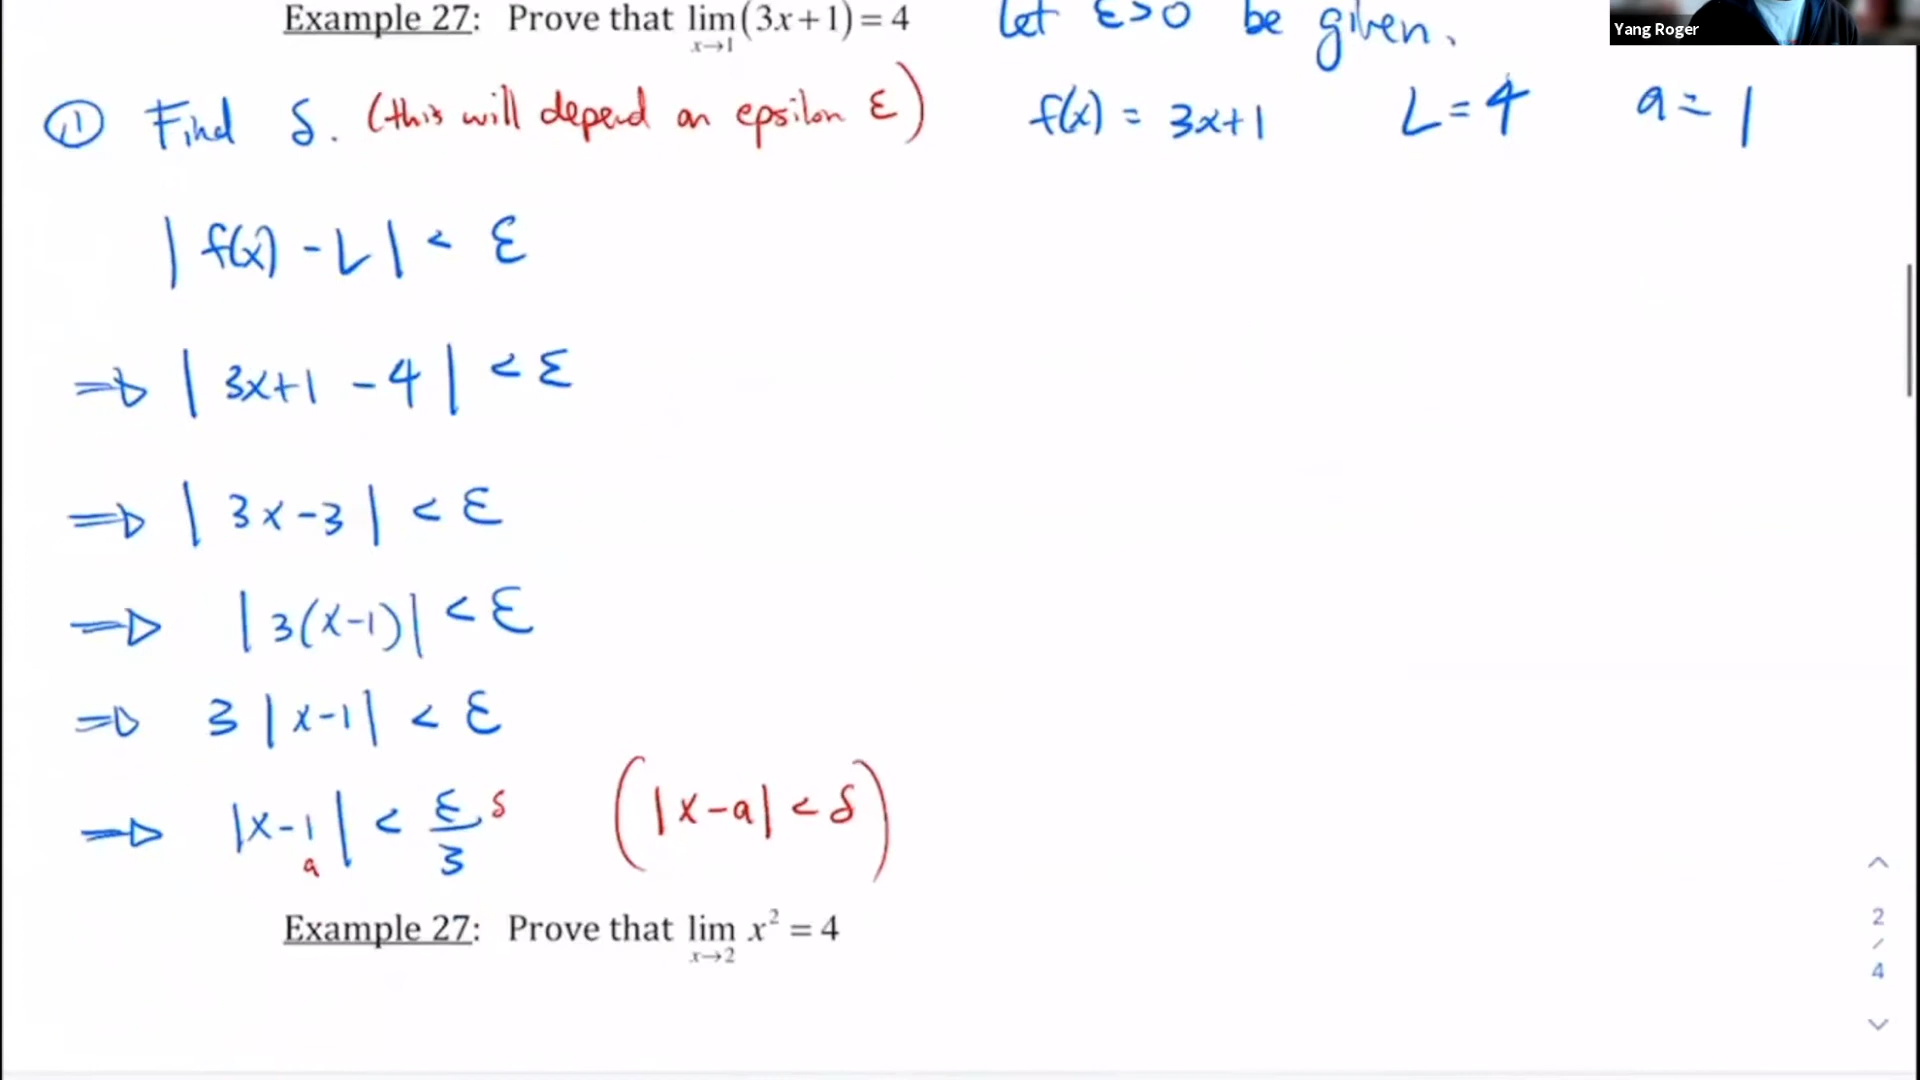 Example 27: Prove that lim x→1 (3x+1) = 4 Let ε>0 be given.
Yang Roger
① Find δ. (this will depend on epsilon ε) f(x) = 3x+1 L = 4 a = 1
|f(x) - L| < ε
⇒ |3x+1 - 4| < ε
⇒ |3x-3| < ε
⇒ |3(x-1)| < ε
⇒ 3|x-1| < ε
⇒ |x-1| < ε/3 δ (|x-a| < δ)
a
Example 27: Prove that lim x→2 x² = 4
2
/
4